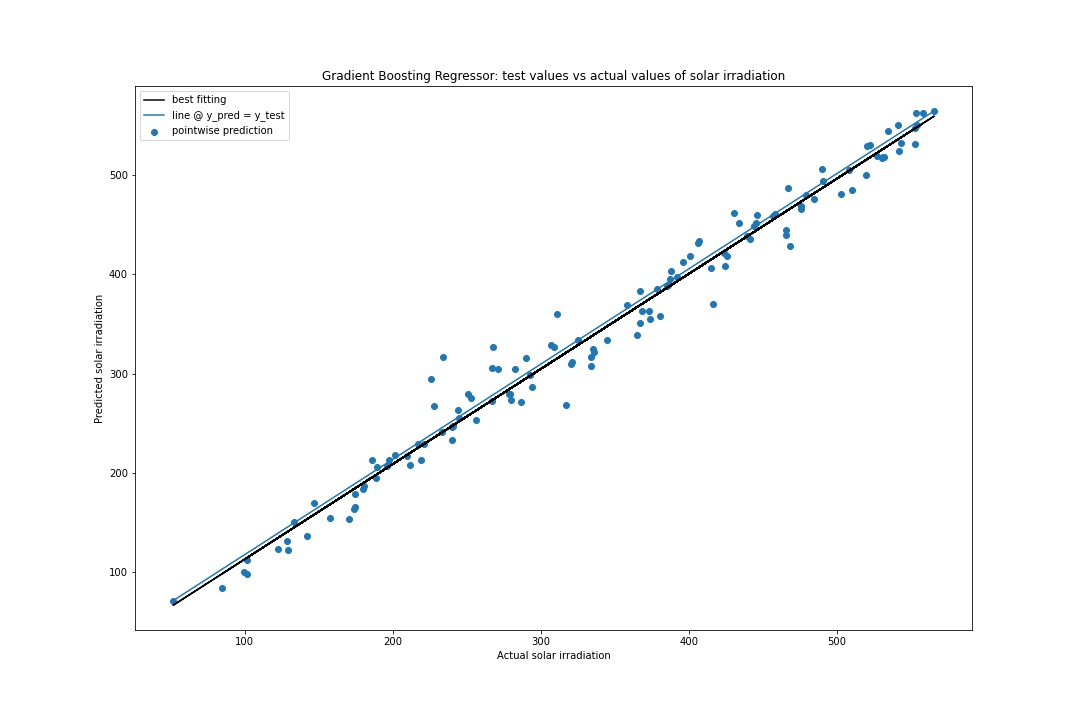 Gradient Boosting Regressor: test values vs actual values of solar irradiation
best fitting
line @ y_pred = y_test
pointwise prediction
500
400
300
200
100
Predicted solar irradiation
100 200 300 400 500
Actual solar irradiation